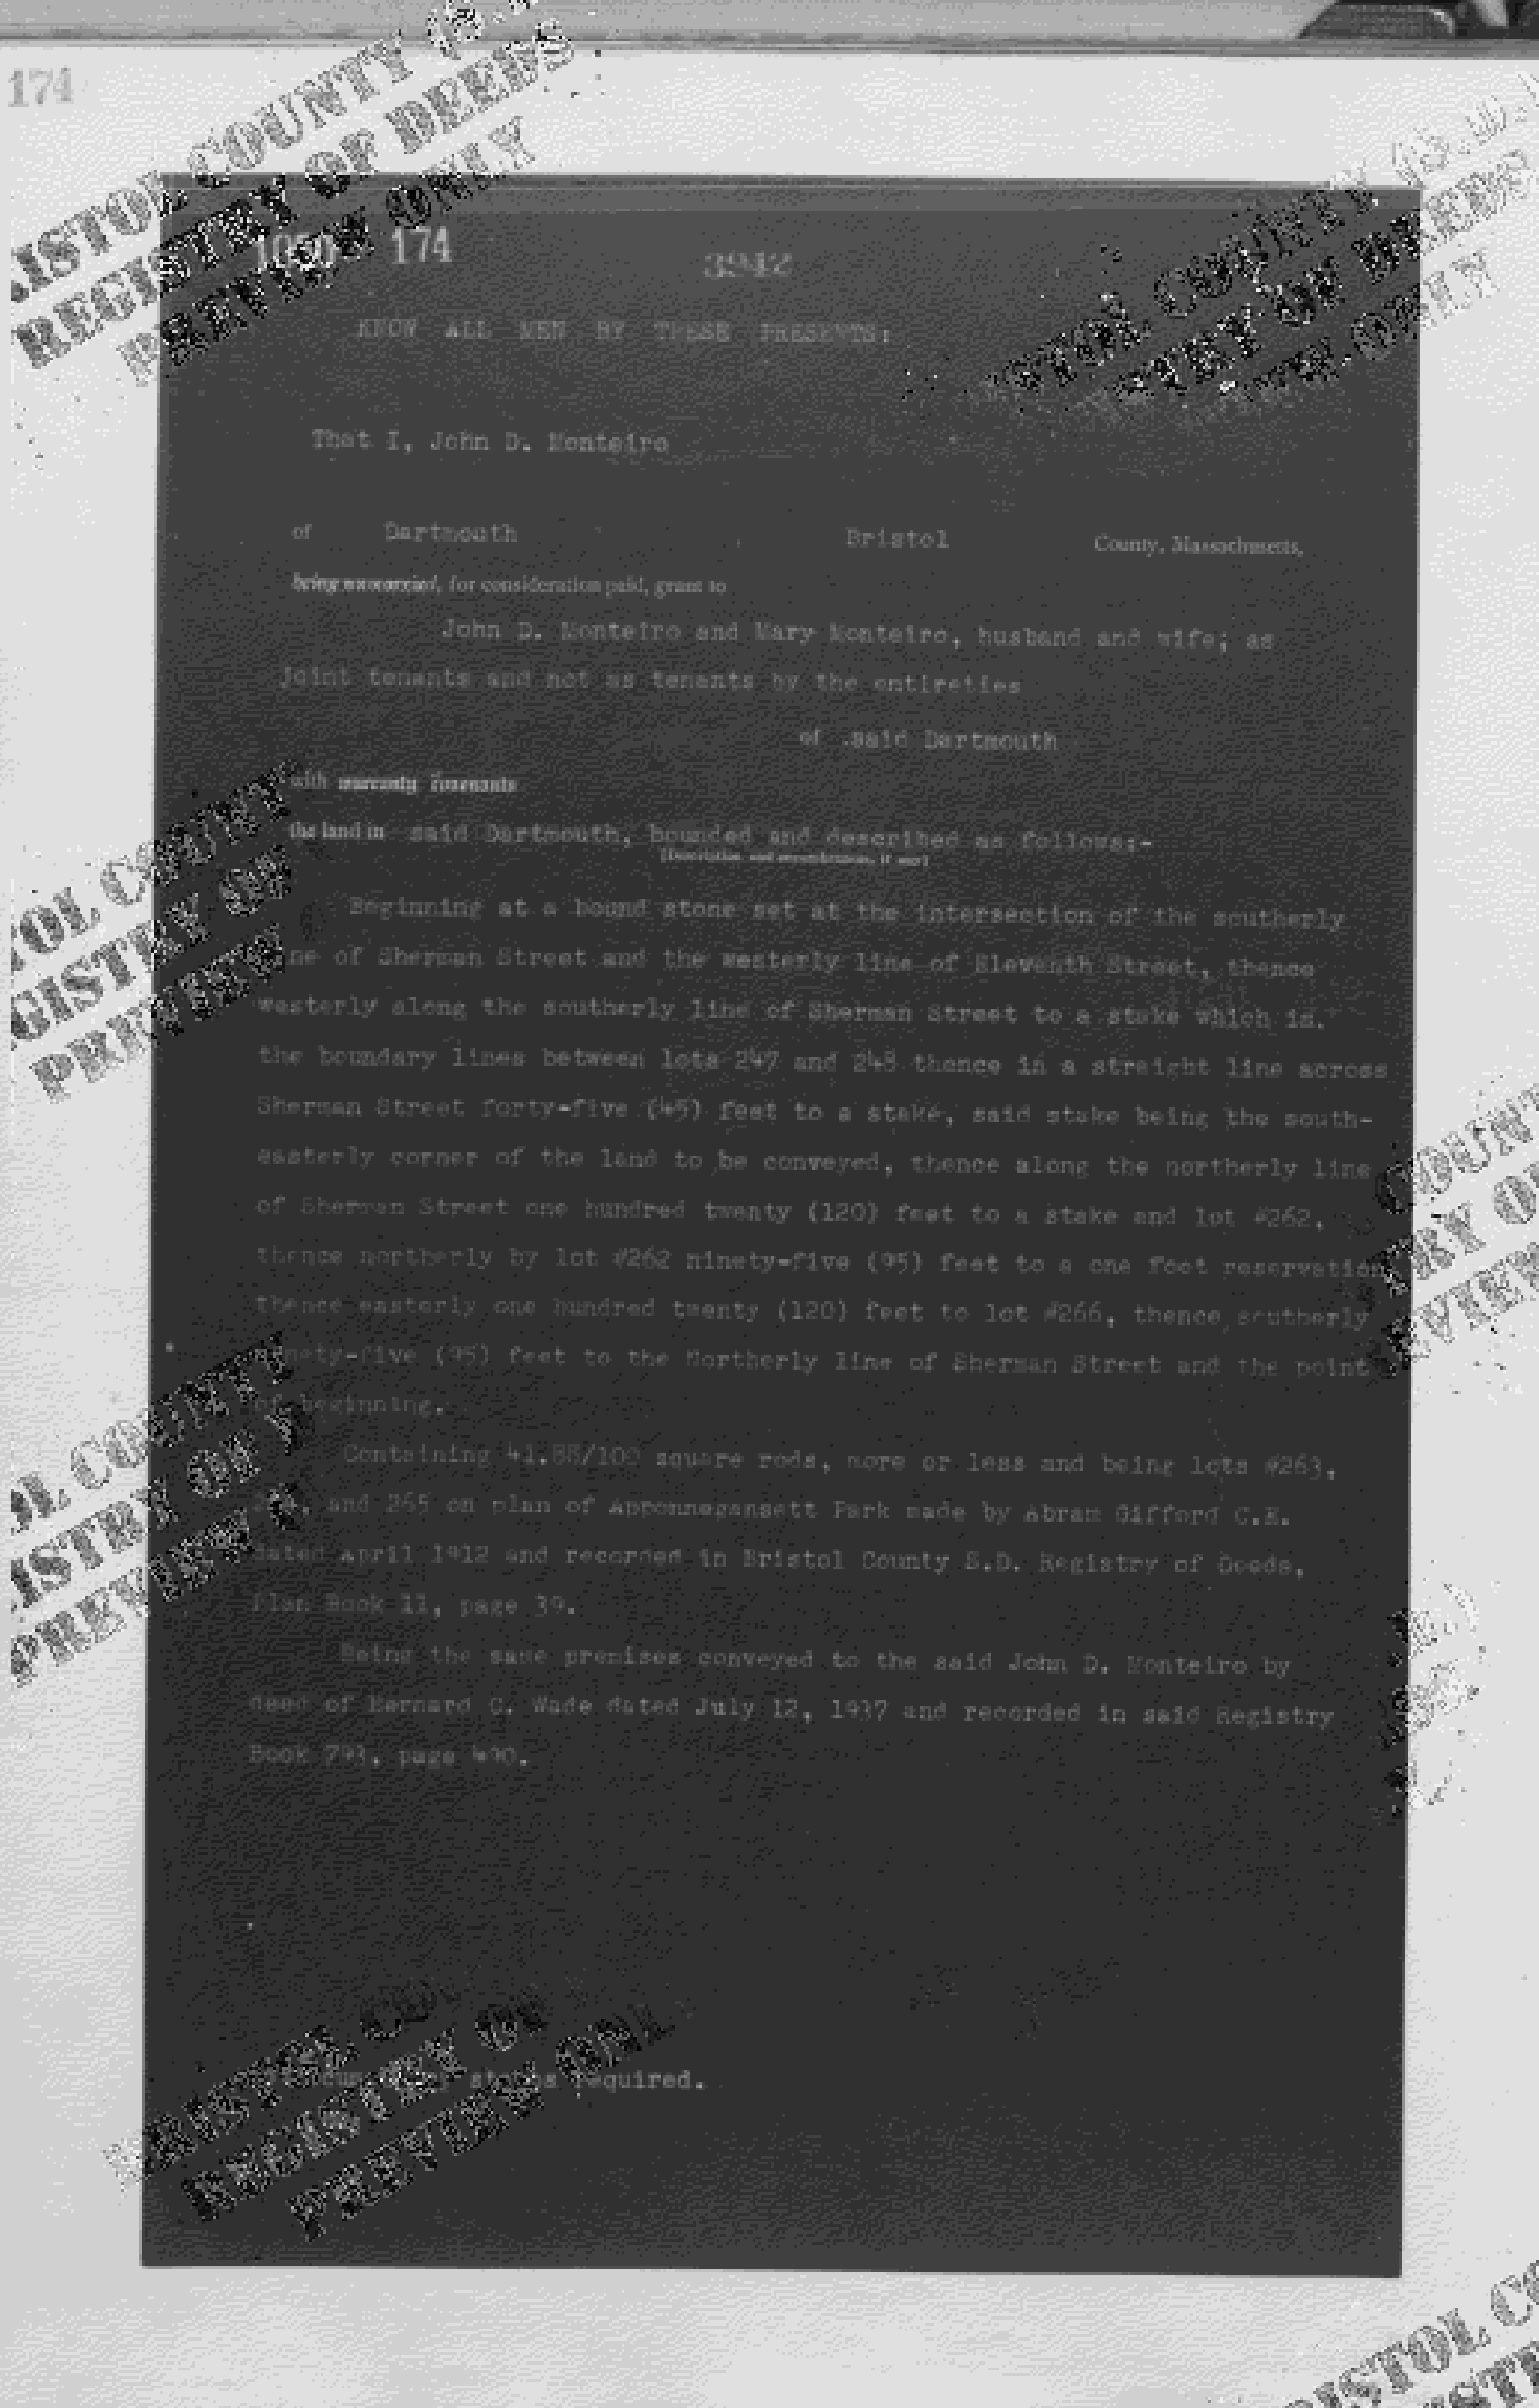 174
BRISTOL COUNTY (S.D.)
REGISTRY OF DEEDS
PREVIEW ONLY
174
3942
KNOW ALL MEN BY THESE PRESENTS:
That I, John D. Monteiro
of Dartmouth Bristol County, Massachusetts,
being unmarried, for consideration paid, grant to
John D. Monteiro and Mary Monteiro, husband and wife; as
joint tenants and not as tenants by the entireties
of said Dartmouth
with warranty covenants
the land in said Dartmouth, bounded and described as follows:-
[Description and encumbrances, if any]
Beginning at a bound stone set at the intersection of the southerly
line of Sherman Street and the westerly line of Eleventh Street, thence
westerly along the southerly line of Sherman Street to a stake which is.
the boundary lines between lots 247 and 248 thence in a straight line across
Sherman Street forty-five (45) feet to a stake, said stake being the south-
easterly corner of the land to be conveyed, thence along the northerly line
of Sherman Street one hundred twenty (120) feet to a stake and lot #262,
thence northerly by lot #262 ninety-five (95) feet to a one foot reservation
thence easterly one hundred twenty (120) feet to lot #266, thence southerly
ninety-five (95) feet to the Northerly line of Sherman Street and the point
of beginning.
Containing 41.88/100 square rods, more or less and being lots #263,
and 265 on plan of Apponnegansett Park made by Abram Gifford C.E.
dated April 1912 and recorded in Bristol County S.D. Registry of Deeds,
Plan Book 11, page 39.
Being the same premises conveyed to the said John D. Monteiro by
deed of Bernard C. Wade dated July 12, 1937 and recorded in said Registry
Book 793, page 490.
stamps required.